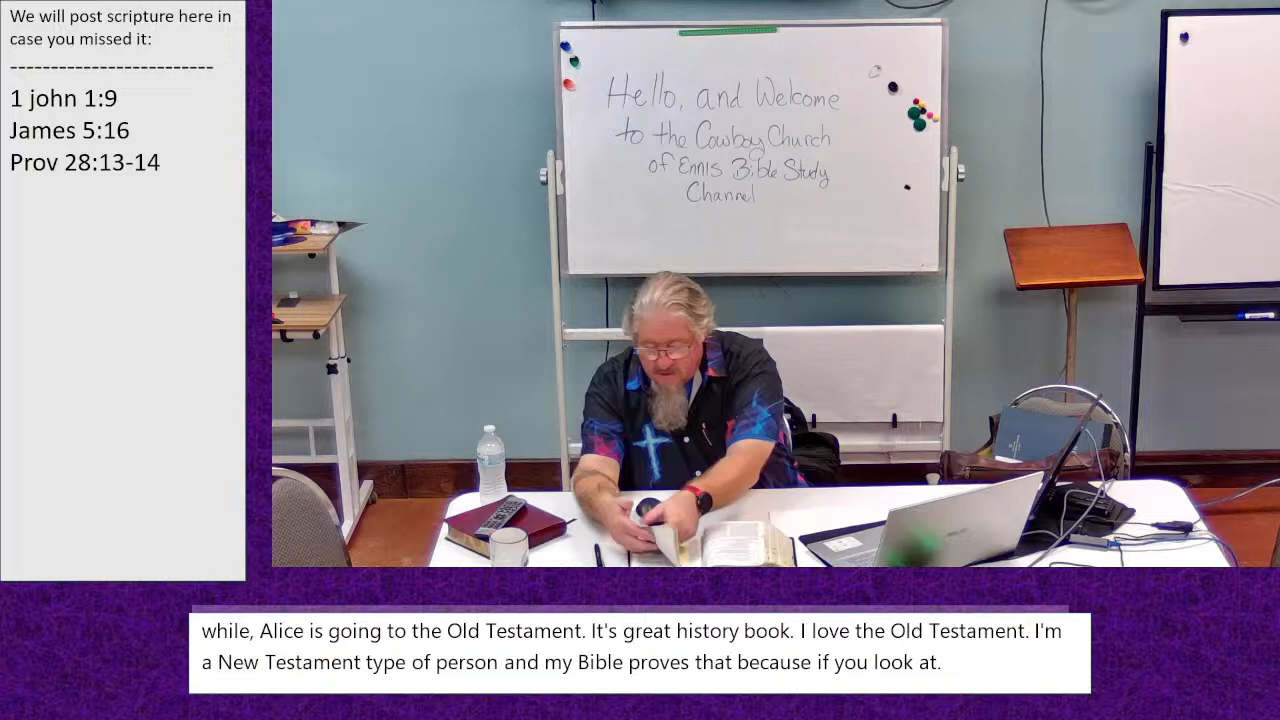 We will post scripture here in
case you missed it:
-------------------------
1 john 1:9
James 5:16
Prov 28:13-14
Hello, and Welcome
to the Cowboy Church
of Ennis Bible Study
Channel
while, Alice is going to the Old Testament. It's great history book. I love the Old Testament. I'm
a New Testament type of person and my Bible proves that because if you look at.